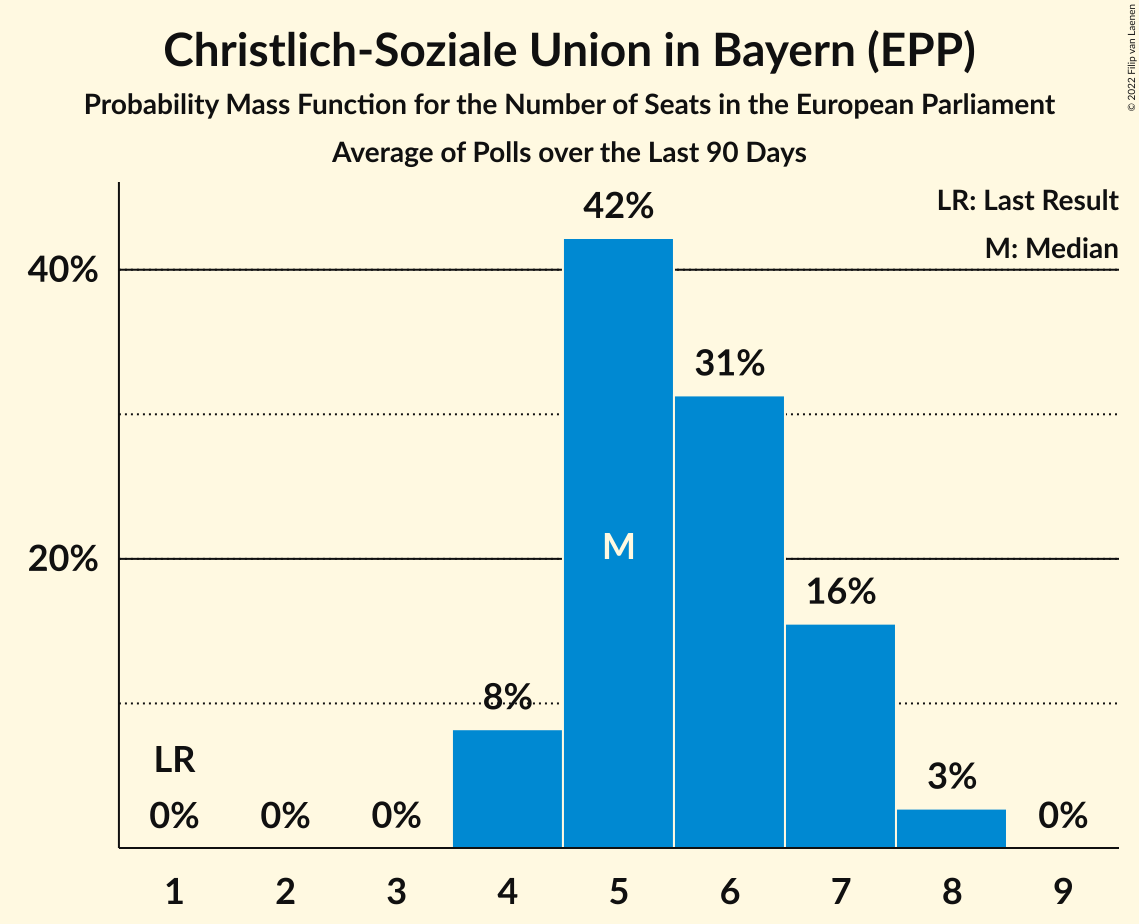 Christlich-Soziale Union in Bayern (EPP)
Probability Mass Function for the Number of Seats in the European Parliament
Average of Polls over the Last 90 Days
© 2022 Filip van Laenen
LR: Last Result
M: Median
42%
40%
31%
M
20%
16%
8%
LR
3%
0% 0% 0% 0%
1 2 3 4 5 6 7 8 9